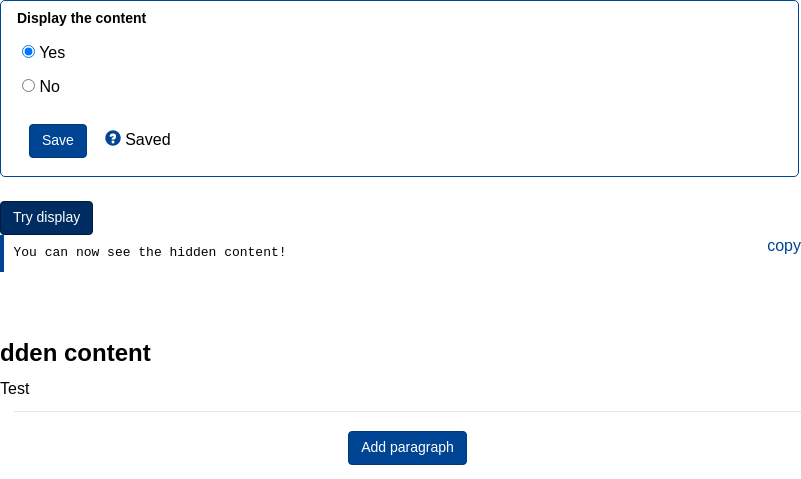 Display the content
Yes
No
Save
Saved
Try display
You can now see the hidden content!
copy
dden content
Test
Add paragraph